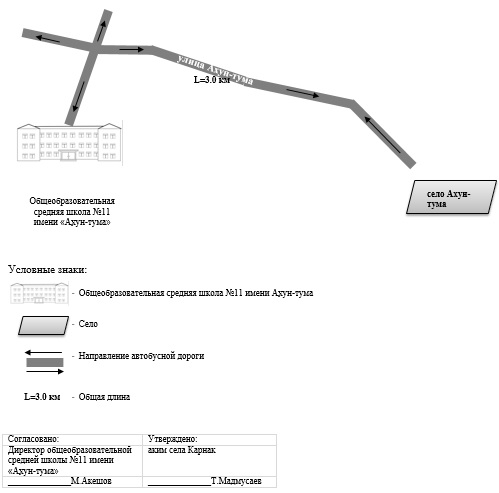 улица Ахун-тума
L=3.0 км
село Ахун-
тума
Общеобразовательная
средняя школа №11
имени «Ахун-тума»
Условные знаки:
- Общеобразовательная средняя школа №11 имени Ахун-тума
- Село
- Направление автобусной дороги
L=3.0 км - Общая длина
Согласовано: Утверждено:
Директор общеобразовательной аким села Карнак
средней школы №11 имени
«Ахун-тума»
______________М.Акешов ______________Т.Мадмусаев